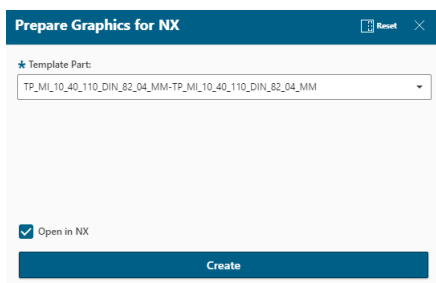 Prepare Graphics for NX
Reset
* Template Part:
TP_MI_10_40_110_DIN_82_04_MM-TP_MI_10_40_110_DIN_82_04_MM
Open in NX
Create